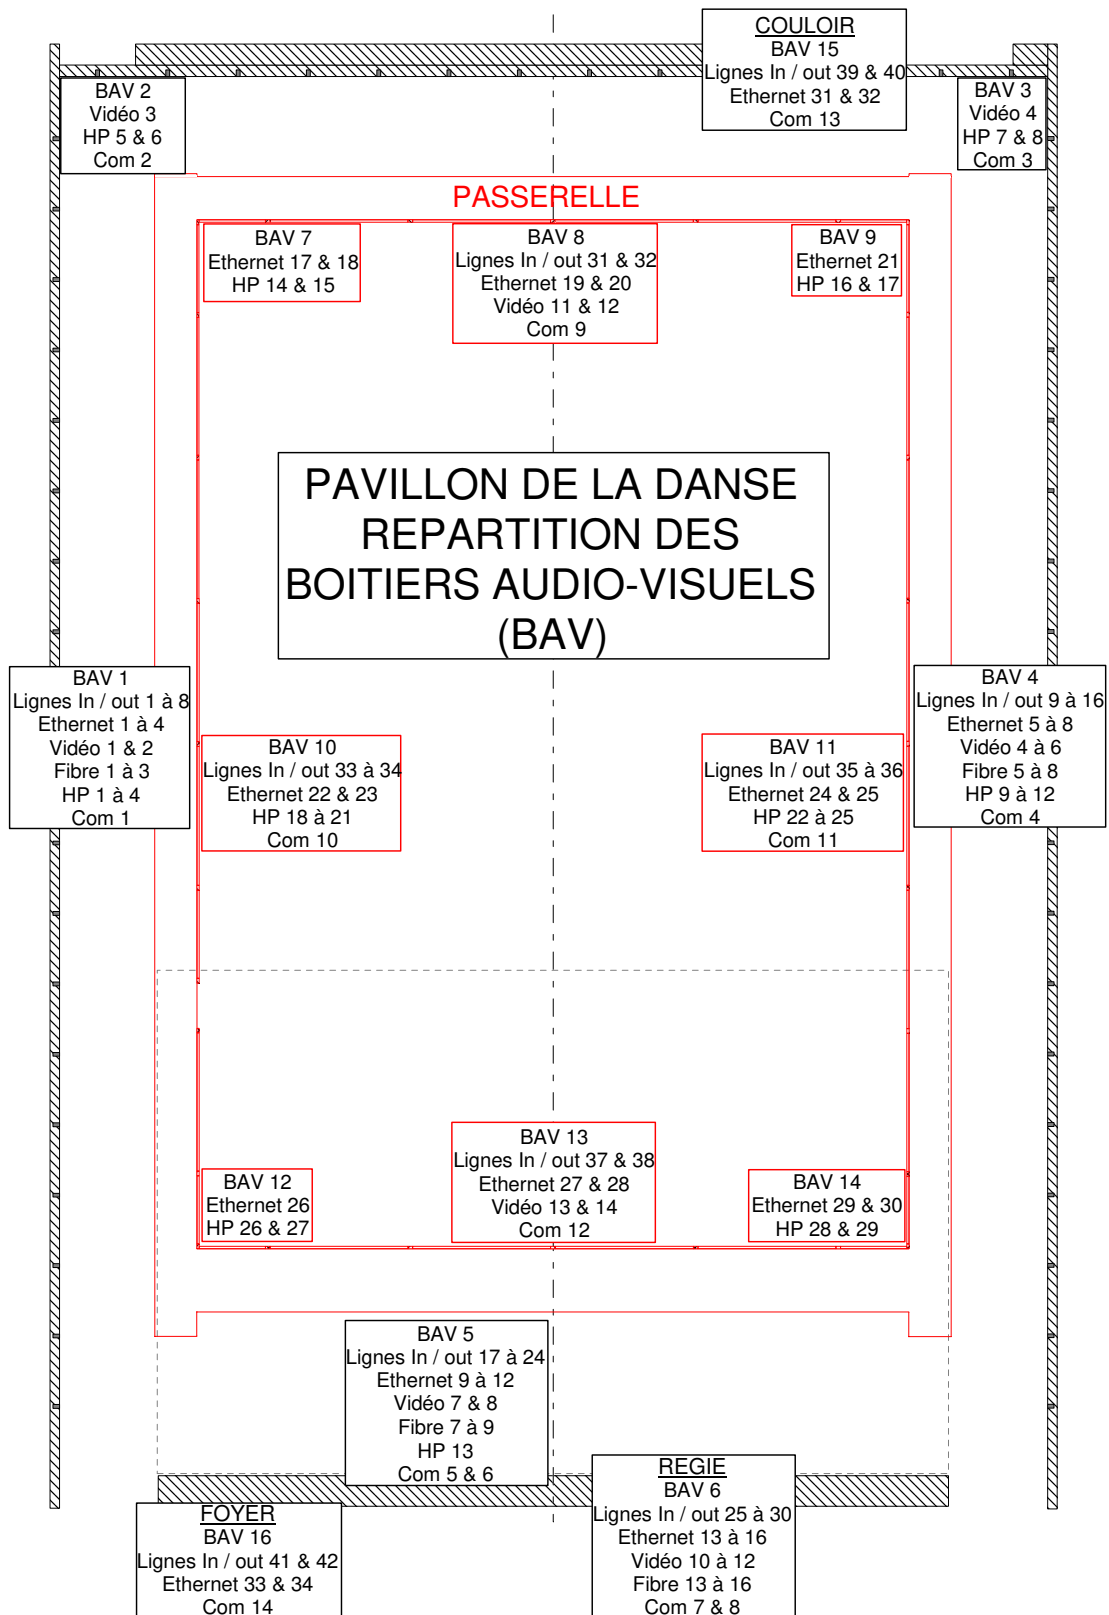 COULOIR
BAV 15
Lignes In / out 39 & 40
Ethernet 31 & 32
Com 13
BAV 2
Vidéo 3
HP 5 & 6
Com 2
BAV 3
Vidéo 4
HP 7 & 8
Com 3
PASSERELLE
BAV 7
Ethernet 17 & 18
HP 14 & 15
BAV 8
Lignes In / out 31 & 32
Ethernet 19 & 20
Vidéo 11 & 12
Com 9
BAV 9
Ethernet 21
HP 16 & 17
PAVILLON DE LA DANSE
REPARTITION DES
BOITIERS AUDIO-VISUELS
(BAV)
BAV 1
Lignes In / out 1 à 8
Ethernet 1 à 4
Vidéo 1 & 2
Fibre 1 à 3
HP 1 à 4
Com 1
BAV 10
Lignes In / out 33 à 34
Ethernet 22 & 23
HP 18 à 21
Com 10
BAV 11
Lignes In / out 35 à 36
Ethernet 24 & 25
HP 22 à 25
Com 11
BAV 4
Lignes In / out 9 à 16
Ethernet 5 à 8
Vidéo 4 à 6
Fibre 5 à 8
HP 9 à 12
Com 4
BAV 12
Ethernet 26
HP 26 & 27
BAV 13
Lignes In / out 37 & 38
Ethernet 27 & 28
Vidéo 13 & 14
Com 12
BAV 14
Ethernet 29 & 30
HP 28 & 29
BAV 5
Lignes In / out 17 à 24
Ethernet 9 à 12
Vidéo 7 & 8
Fibre 7 à 9
HP 13
Com 5 & 6
REGIE
BAV 6
Lignes In / out 25 à 30
Ethernet 13 à 16
Vidéo 10 à 12
Fibre 13 à 16
Com 7 & 8
FOYER
BAV 16
Lignes In / out 41 & 42
Ethernet 33 & 34
Com 14